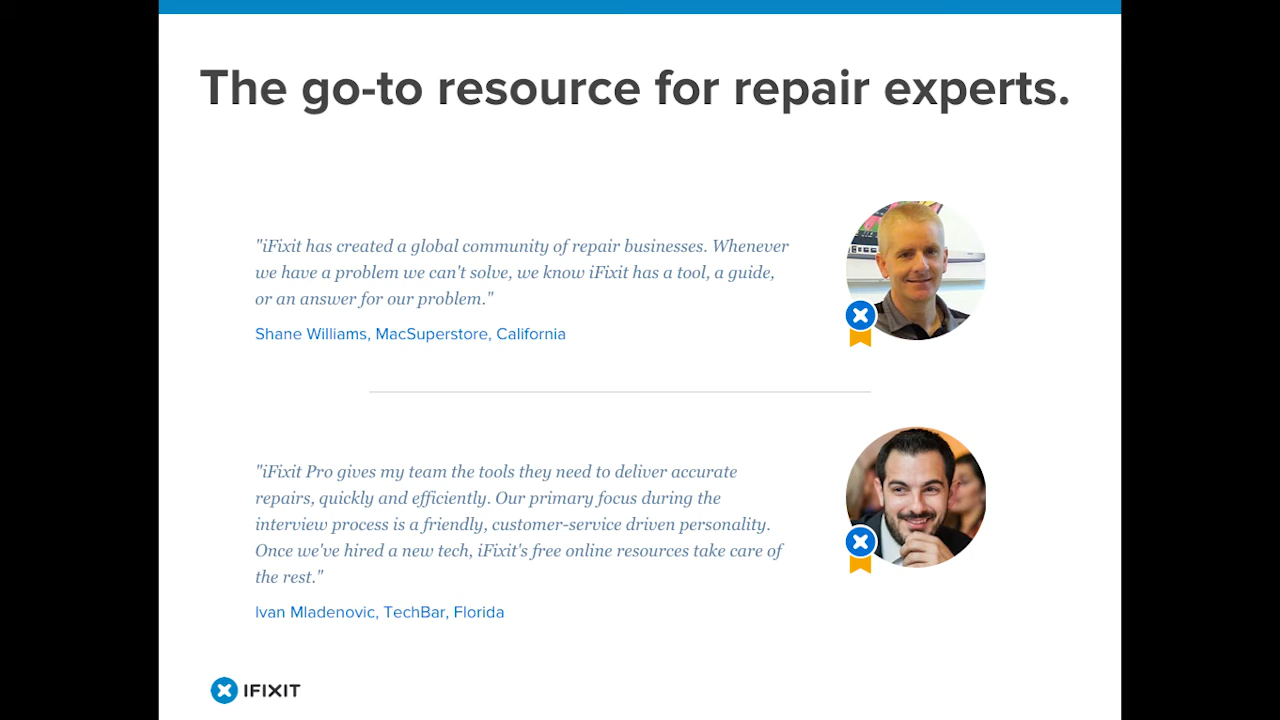 The go-to resource for repair experts.
"iFixit has created a global community of repair businesses. Whenever
we have a problem we can't solve, we know iFixit has a tool, a guide,
or an answer for our problem."
Shane Williams, MacSuperstore, California
"iFixit Pro gives my team the tools they need to deliver accurate
repairs, quickly and efficiently. Our primary focus during the
interview process is a friendly, customer-service driven personality.
Once we've hired a new tech, iFixit's free online resources take care of
the rest."
Ivan Mladenovic, TechBar, Florida
IFIXIT